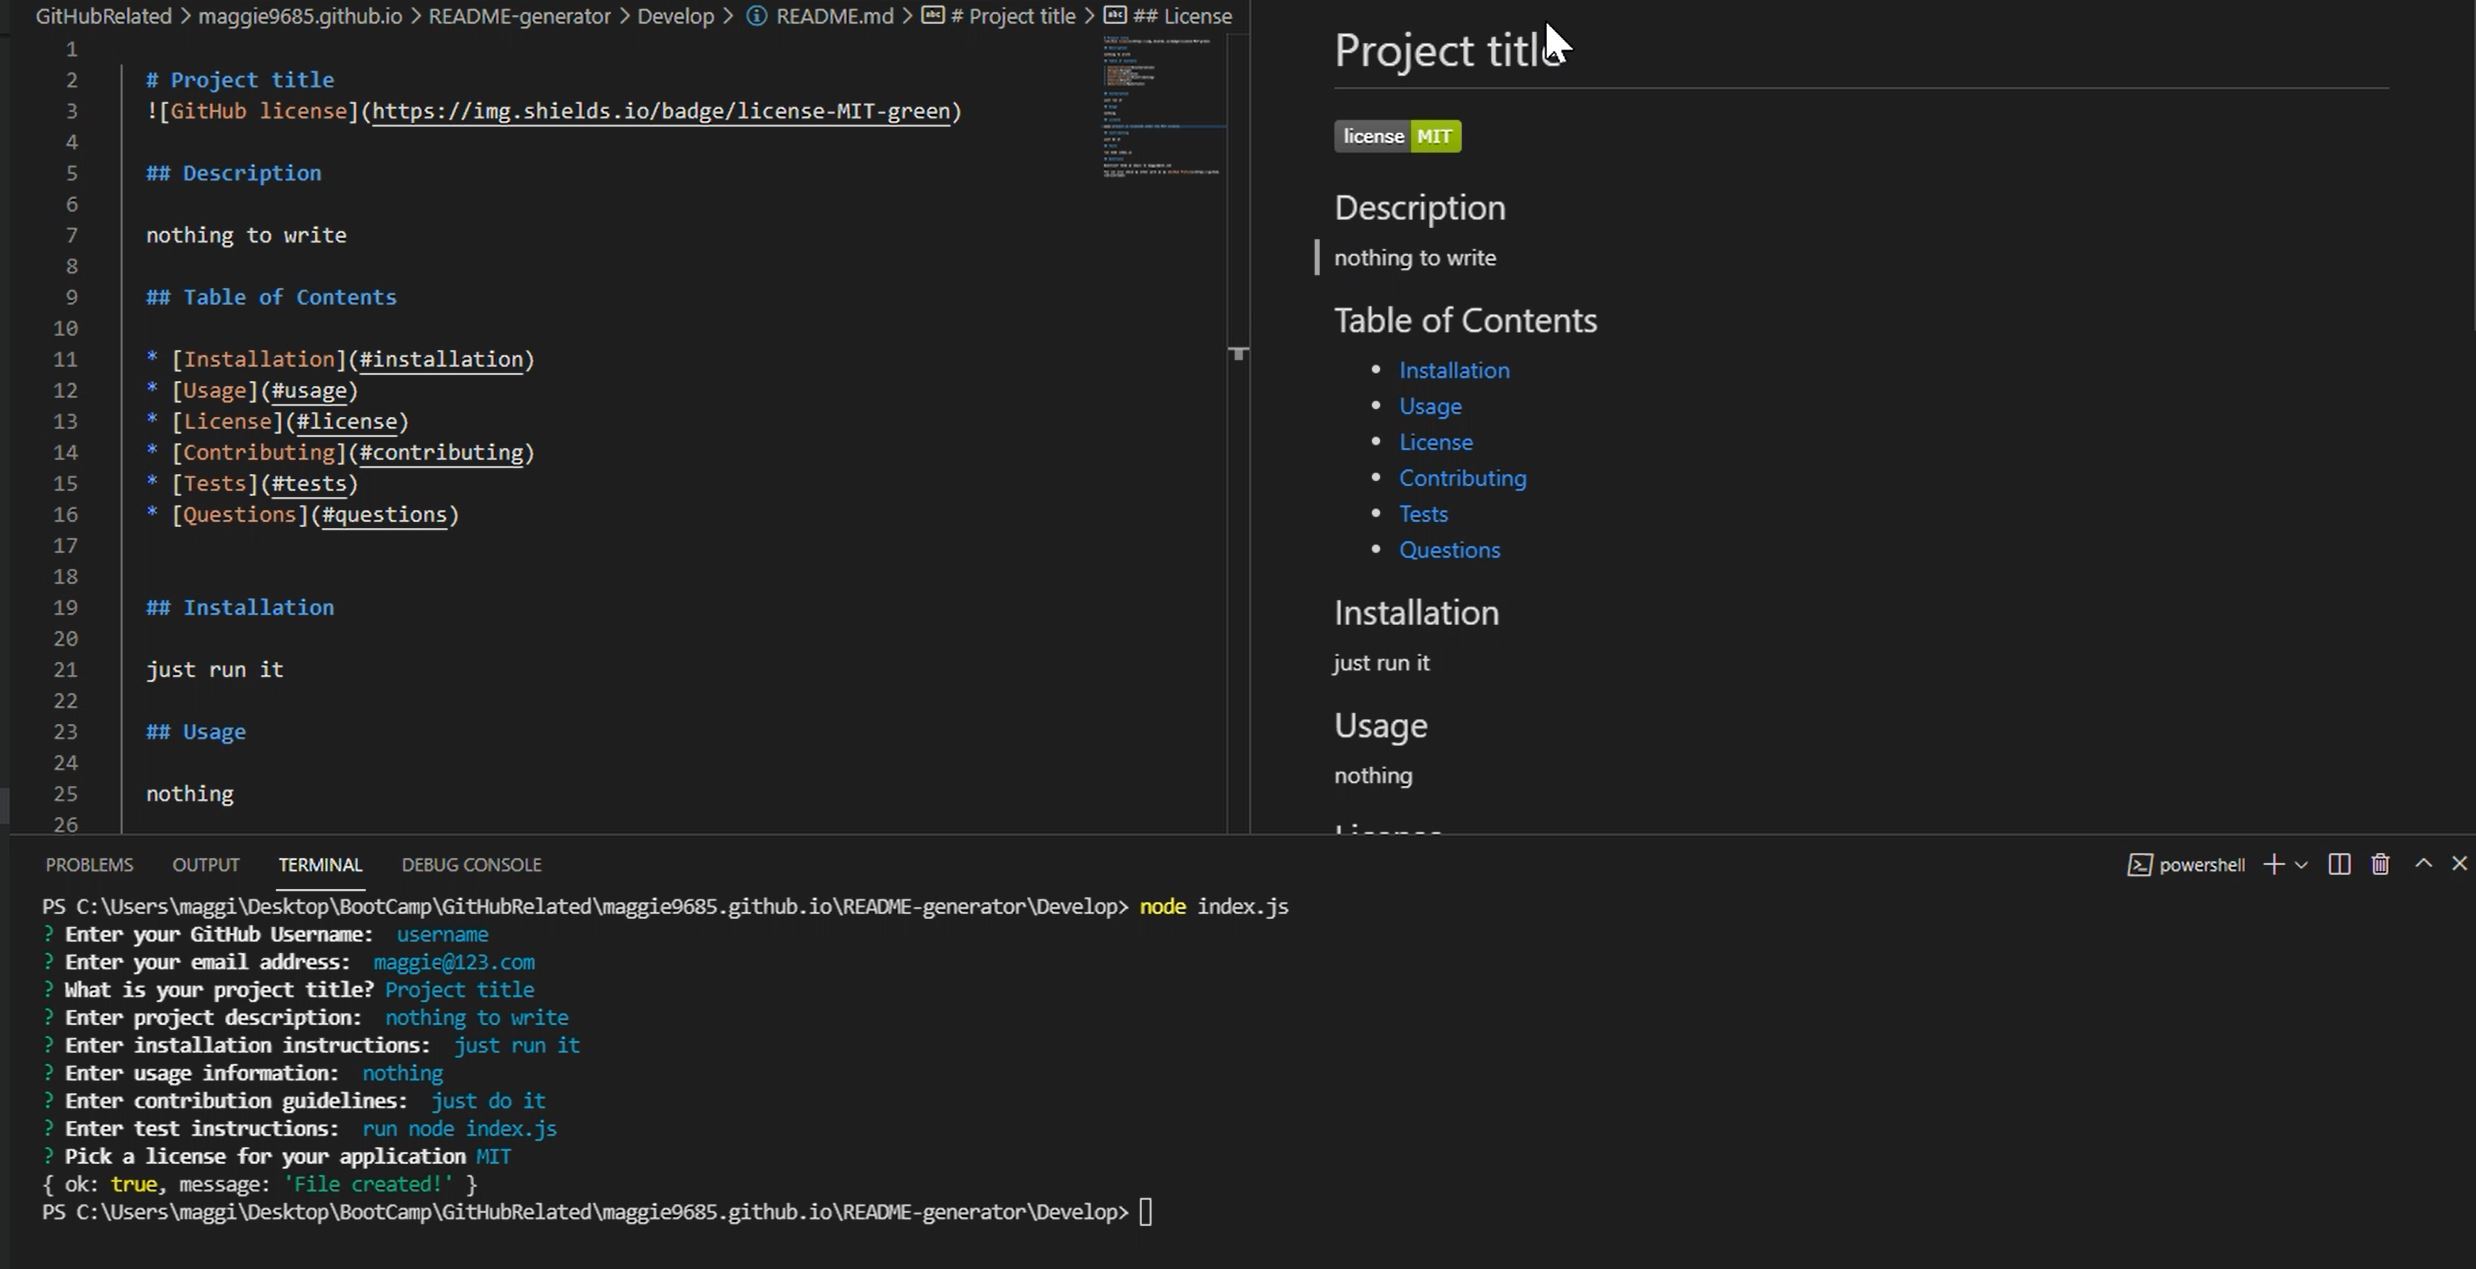 GitHubRelated > maggie9685.github.io > README-generator > Develop > README.md > # Project title > ## License
1
2 # Project title
3 ![GitHub license](https://img.shields.io/badge/license-MIT-green)
4
5 ## Description
6
7 nothing to write
8
9 ## Table of Contents
10
11 * [Installation](#installation)
12 * [Usage](#usage)
13 * [License](#license)
14 * [Contributing](#contributing)
15 * [Tests](#tests)
16 * [Questions](#questions)
17
18
19 ## Installation
20
21 just run it
22
23 ## Usage
24
25 nothing
26
Project title
license MIT
Description
nothing to write
Table of Contents
• Installation
• Usage
• License
• Contributing
• Tests
• Questions
Installation
just run it
Usage
nothing
License
PROBLEMS OUTPUT TERMINAL DEBUG CONSOLE powershell
PS C:\Users\maggi\Desktop\BootCamp\GitHubRelated\maggie9685.github.io\README-generator\Develop> node index.js
? Enter your GitHub Username: username
? Enter your email address: maggie@123.com
? What is your project title? Project title
? Enter project description: nothing to write
? Enter installation instructions: just run it
? Enter usage information: nothing
? Enter contribution guidelines: just do it
? Enter test instructions: run node index.js
? Pick a license for your application MIT
{ ok: true, message: 'File created!' }
PS C:\Users\maggi\Desktop\BootCamp\GitHubRelated\maggie9685.github.io\README-generator\Develop>